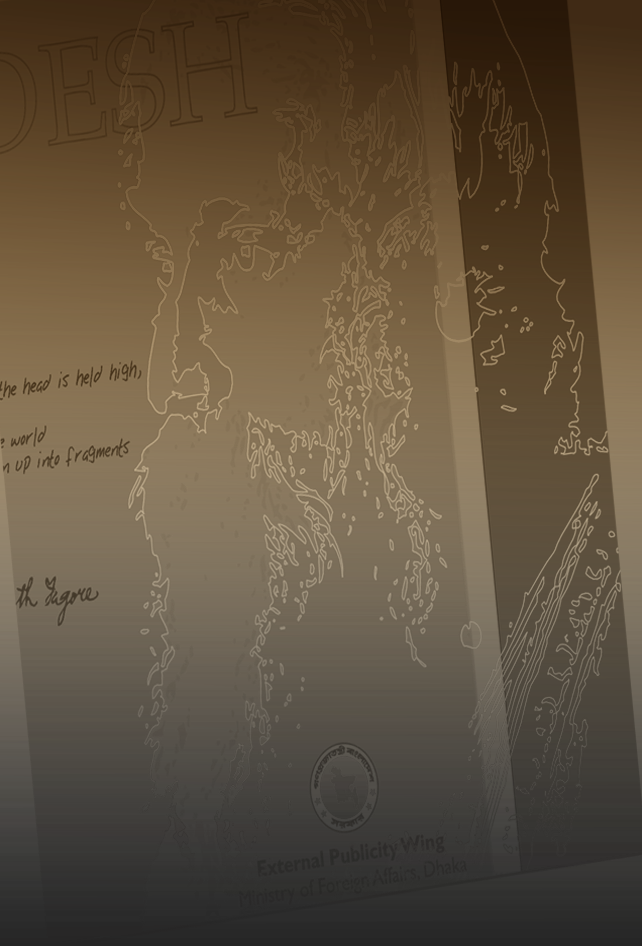 DESH
the head is held high,
world
n up into fragments
th Tagore
External Publicity Wing
Ministry of Foreign Affairs, Dhaka